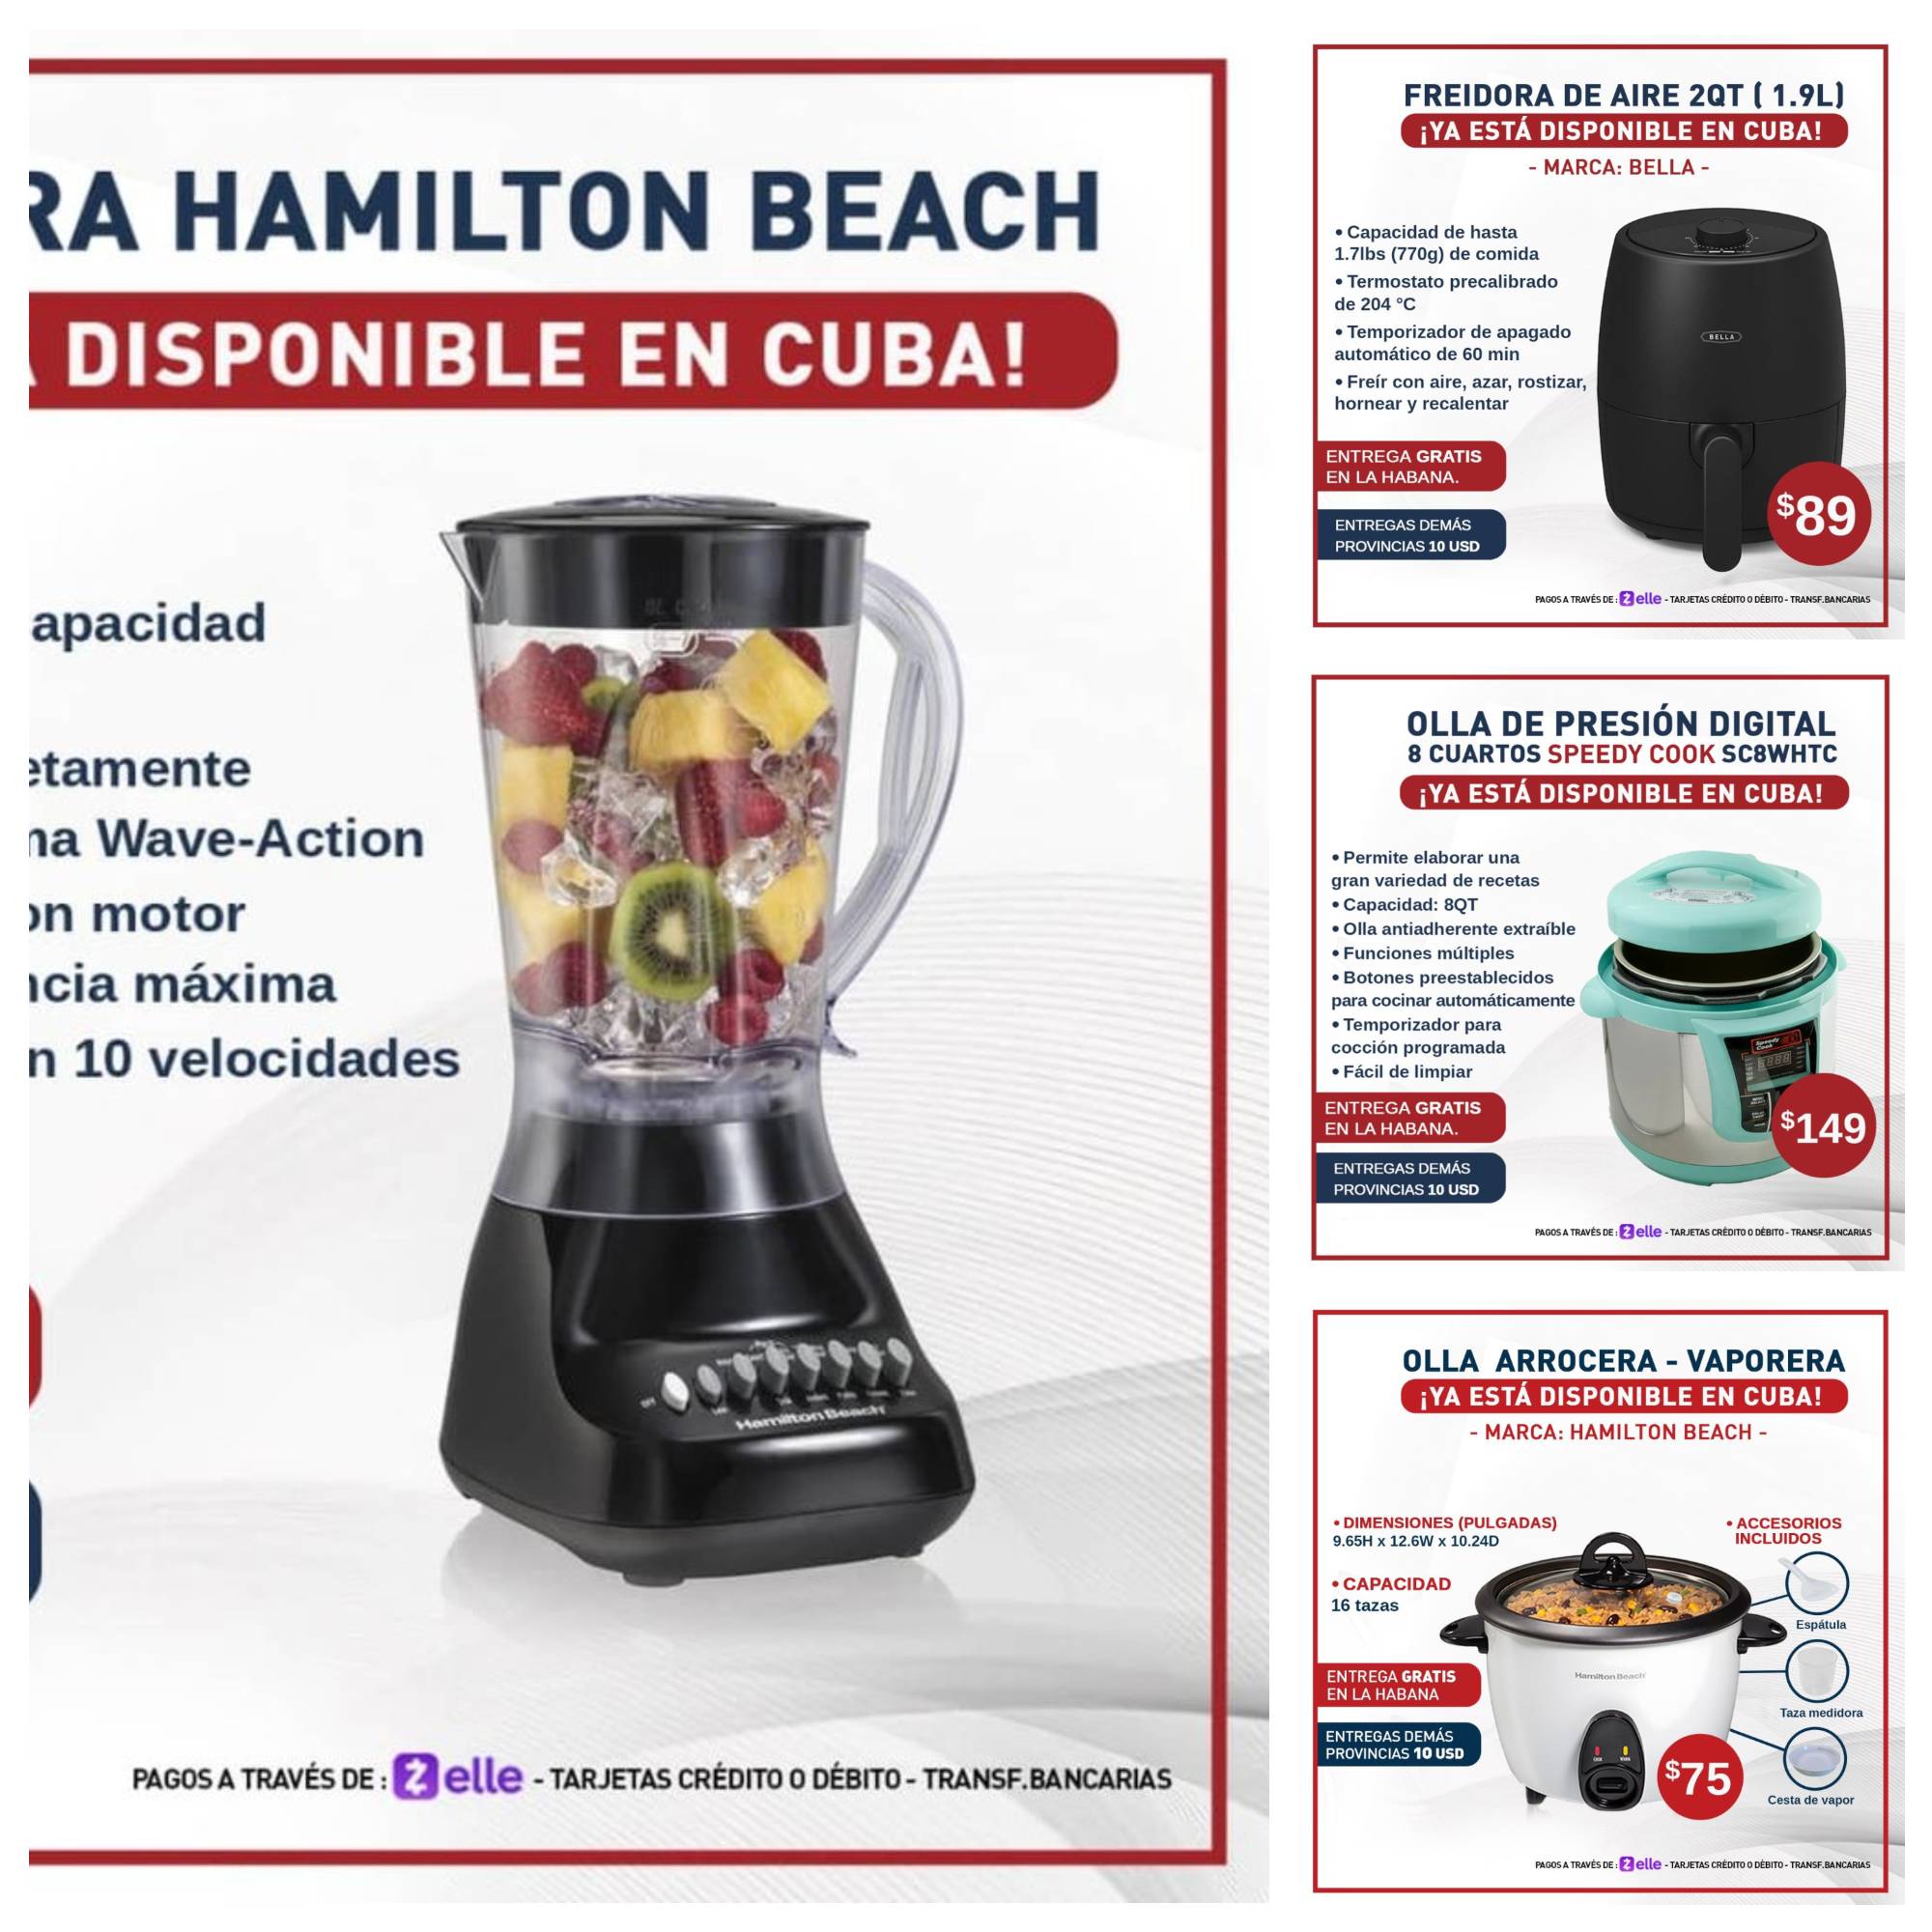 RA HAMILTON BEACH
DISPONIBLE EN CUBA!
apacidad
etamente
na Wave-Action
on motor
ncia máxima
n 10 velocidades
OFF
Hamilton Beach
PAGOS A TRAVÉS DE : Zelle - TARJETAS CRÉDITO O DÉBITO - TRANSF.BANCARIAS
FREIDORA DE AIRE 2QT ( 1.9L)
¡YA ESTÁ DISPONIBLE EN CUBA!
- MARCA: BELLA -
• Capacidad de hasta
1.7lbs (770g) de comida
• Termostato precalibrado
de 204 °C
• Temporizador de apagado
automático de 60 min
• Freír con aire, azar, rostizar,
hornear y recalentar
BELLA
ENTREGA GRATIS
EN LA HABANA.
ENTREGAS DEMÁS
PROVINCIAS 10 USD
$89
PAGOS A TRAVÉS DE : Zelle - TARJETAS CRÉDITO O DÉBITO - TRANSF.BANCARIAS
OLLA DE PRESIÓN DIGITAL
8 CUARTOS SPEEDY COOK SC8WHTC
¡YA ESTÁ DISPONIBLE EN CUBA!
• Permite elaborar una
gran variedad de recetas
• Capacidad: 8QT
• Olla antiadherente extraíble
• Funciones múltiples
• Botones preestablecidos
para cocinar automáticamente
• Temporizador para
cocción programada
• Fácil de limpiar
Speedy
Cook
ENTREGA GRATIS
EN LA HABANA.
ENTREGAS DEMÁS
PROVINCIAS 10 USD
$149
PAGOS A TRAVÉS DE : Zelle - TARJETAS CRÉDITO O DÉBITO - TRANSF.BANCARIAS
OLLA ARROCERA - VAPORERA
¡YA ESTÁ DISPONIBLE EN CUBA!
- MARCA: HAMILTON BEACH -
• DIMENSIONES (PULGADAS)
9.65H x 12.6W x 10.24D
• CAPACIDAD
16 tazas
• ACCESORIOS
INCLUIDOS
Espátula
Taza medidora
Cesta de vapor
Hamilton Beach
ENTREGA GRATIS
EN LA HABANA
ENTREGAS DEMÁS
PROVINCIAS 10 USD
$75
PAGOS A TRAVÉS DE : Zelle - TARJETAS CRÉDITO O DÉBITO - TRANSF.BANCARIAS